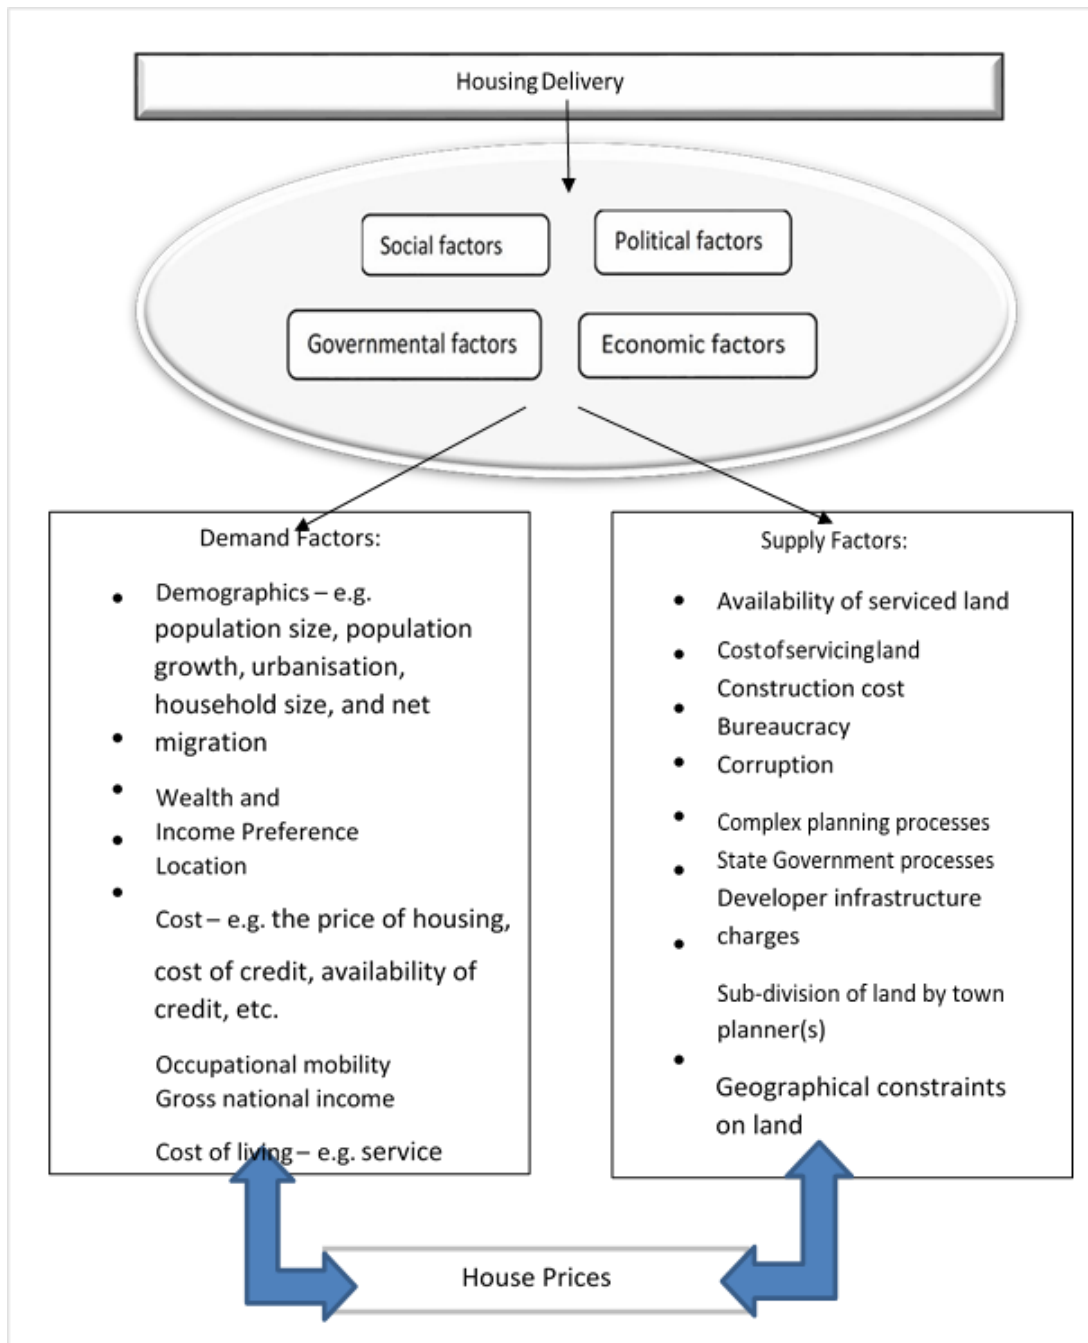 Housing Delivery
Social factors
Political factors
Governmental factors
Economic factors
Demand Factors:
• Demographics – e.g.
population size, population
growth, urbanisation,
household size, and net
• migration
• Wealth and
• Income Preference
Location
• Cost – e.g. the price of housing,
cost of credit, availability of
credit, etc.
Occupational mobility
Gross national income
Cost of living – e.g. service
Supply Factors:
• Availability of serviced land
• Cost of servicing land
Construction cost
• Bureaucracy
• Corruption
• Complex planning processes
• State Government processes
Developer infrastructure
• charges
Sub-division of land by town
planner(s)
• Geographical constraints
on land
House Prices